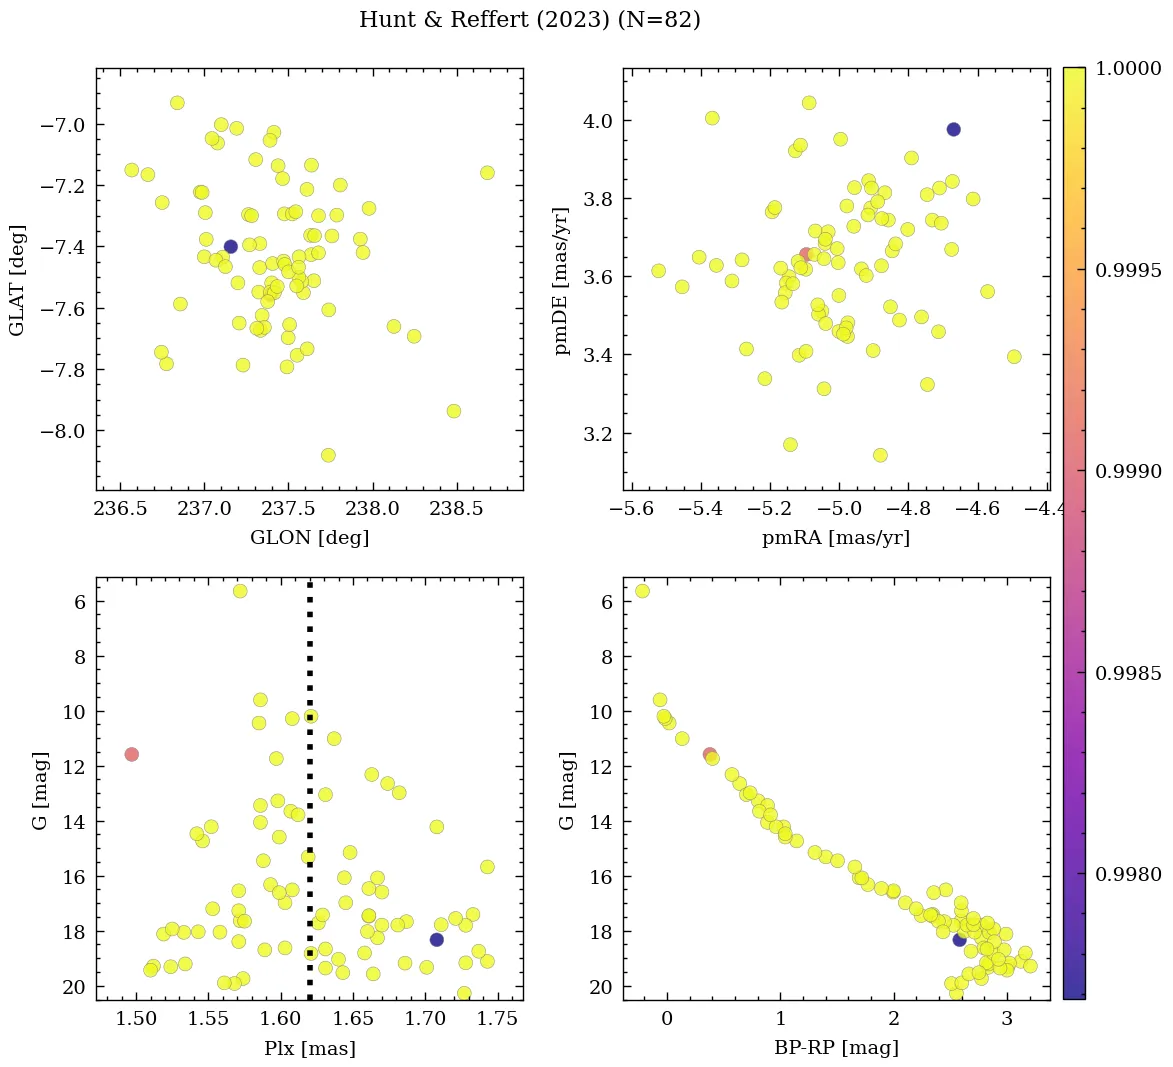 Hunt & Reffert (2023) (N=82)
−7.0
−7.2
−7.4
−7.6
−7.8
−8.0
GLAT [deg]
236.5 237.0 237.5 238.0 238.5
GLON [deg]
4.0
3.8
3.6
3.4
3.2
pmDE [mas/yr]
−5.6 −5.4 −5.2 −5.0 −4.8 −4.6 −4.4
pmRA [mas/yr]
1.0000
0.9995
0.9990
0.9985
0.9980
6
8
10
12
14
16
18
20
G [mag]
1.50 1.55 1.60 1.65 1.70 1.75
Plx [mas]
6
8
10
12
14
16
18
20
G [mag]
0 1 2 3
BP-RP [mag]